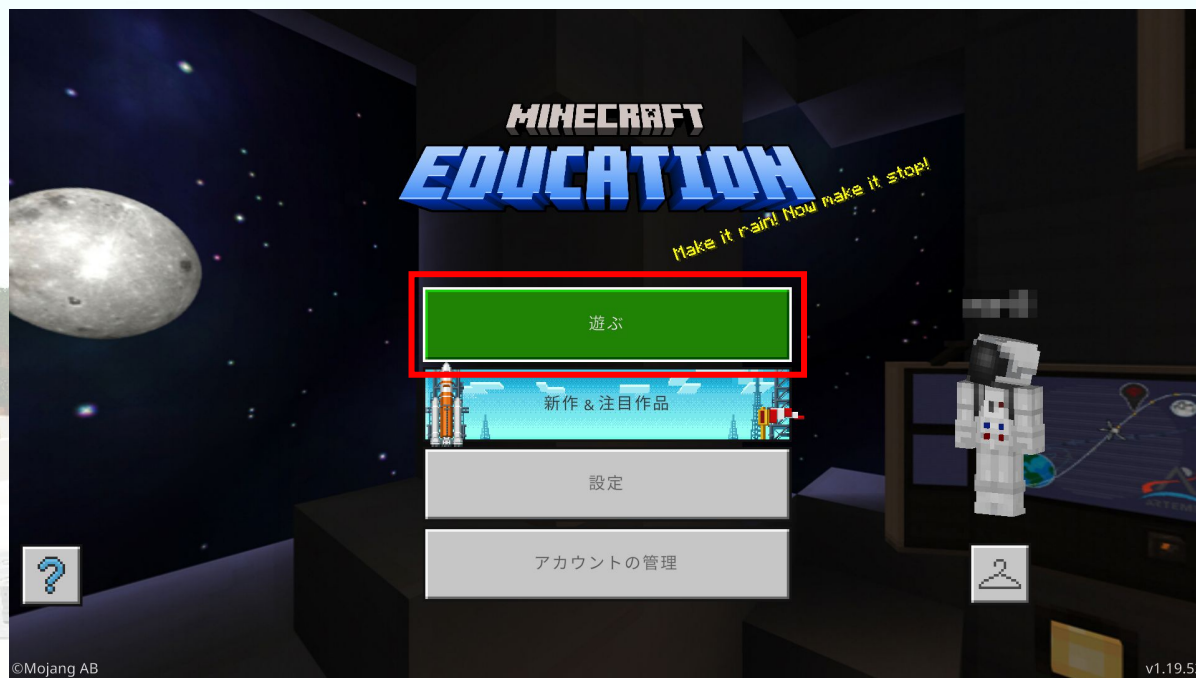 MINECRAFT
EDUCATION
Make it rain! Now make it stop!
遊ぶ
新作 & 注目作品
設定
アカウントの管理
?
ARTEMIS
©Mojang AB
v1.19.5